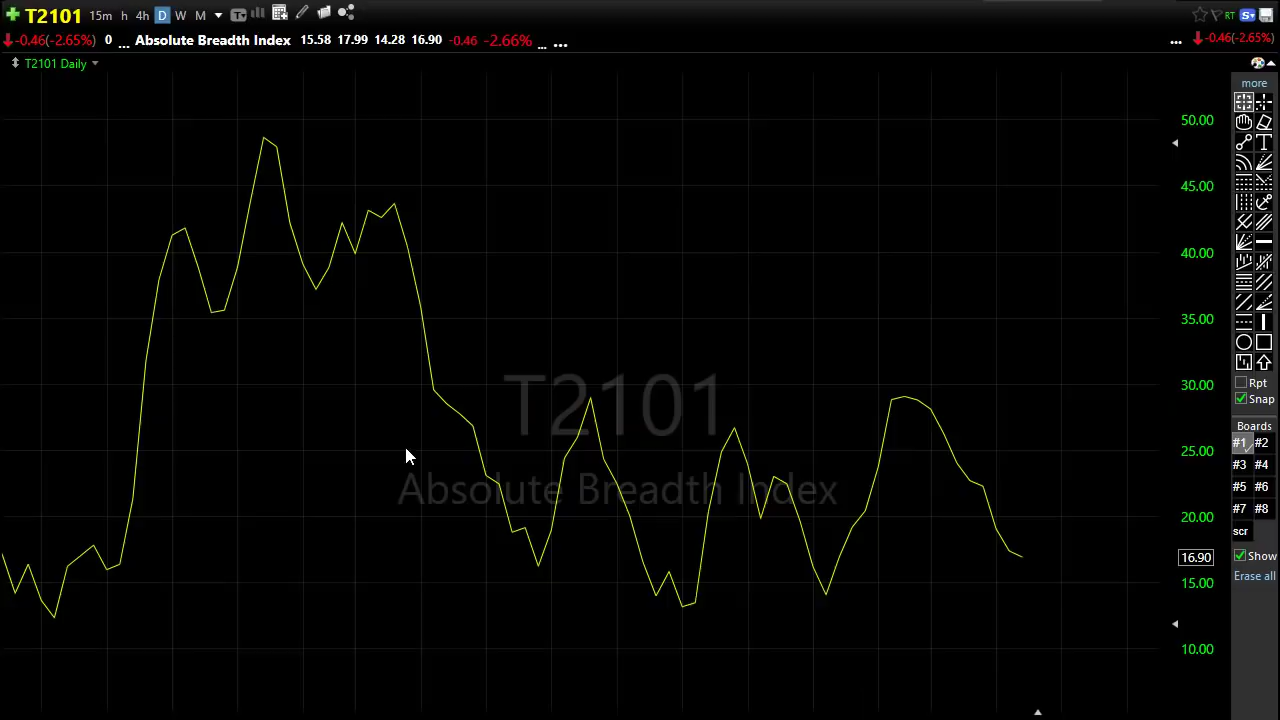 T2101 15m h 4h D W M T RT S
-0.46(-2.65%) 0 ... Absolute Breadth Index 15.58 17.99 14.28 16.90 -0.46 -2.66% ... ... ... -0.46(-2.65%)
T2101 Daily
more
50.00
T
45.00
40.00
35.00
30.00
Rpt
Snap
T2101
Boards
25.00
#1 #2
#3 #4
Absolute Breadth Index
#5 #6
20.00
#7 #8
scr
16.90
Show
15.00
Erase all
10.00